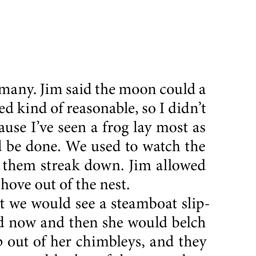 many. Jim said the moon could a
ed kind of reasonable, so I didn’t
ause I’ve seen a frog lay most as
be done. We used to watch the
them streak down. Jim allowed
hove out of the nest.
t we would see a steamboat slip-
d now and then she would belch
out of her chimbleys, and they